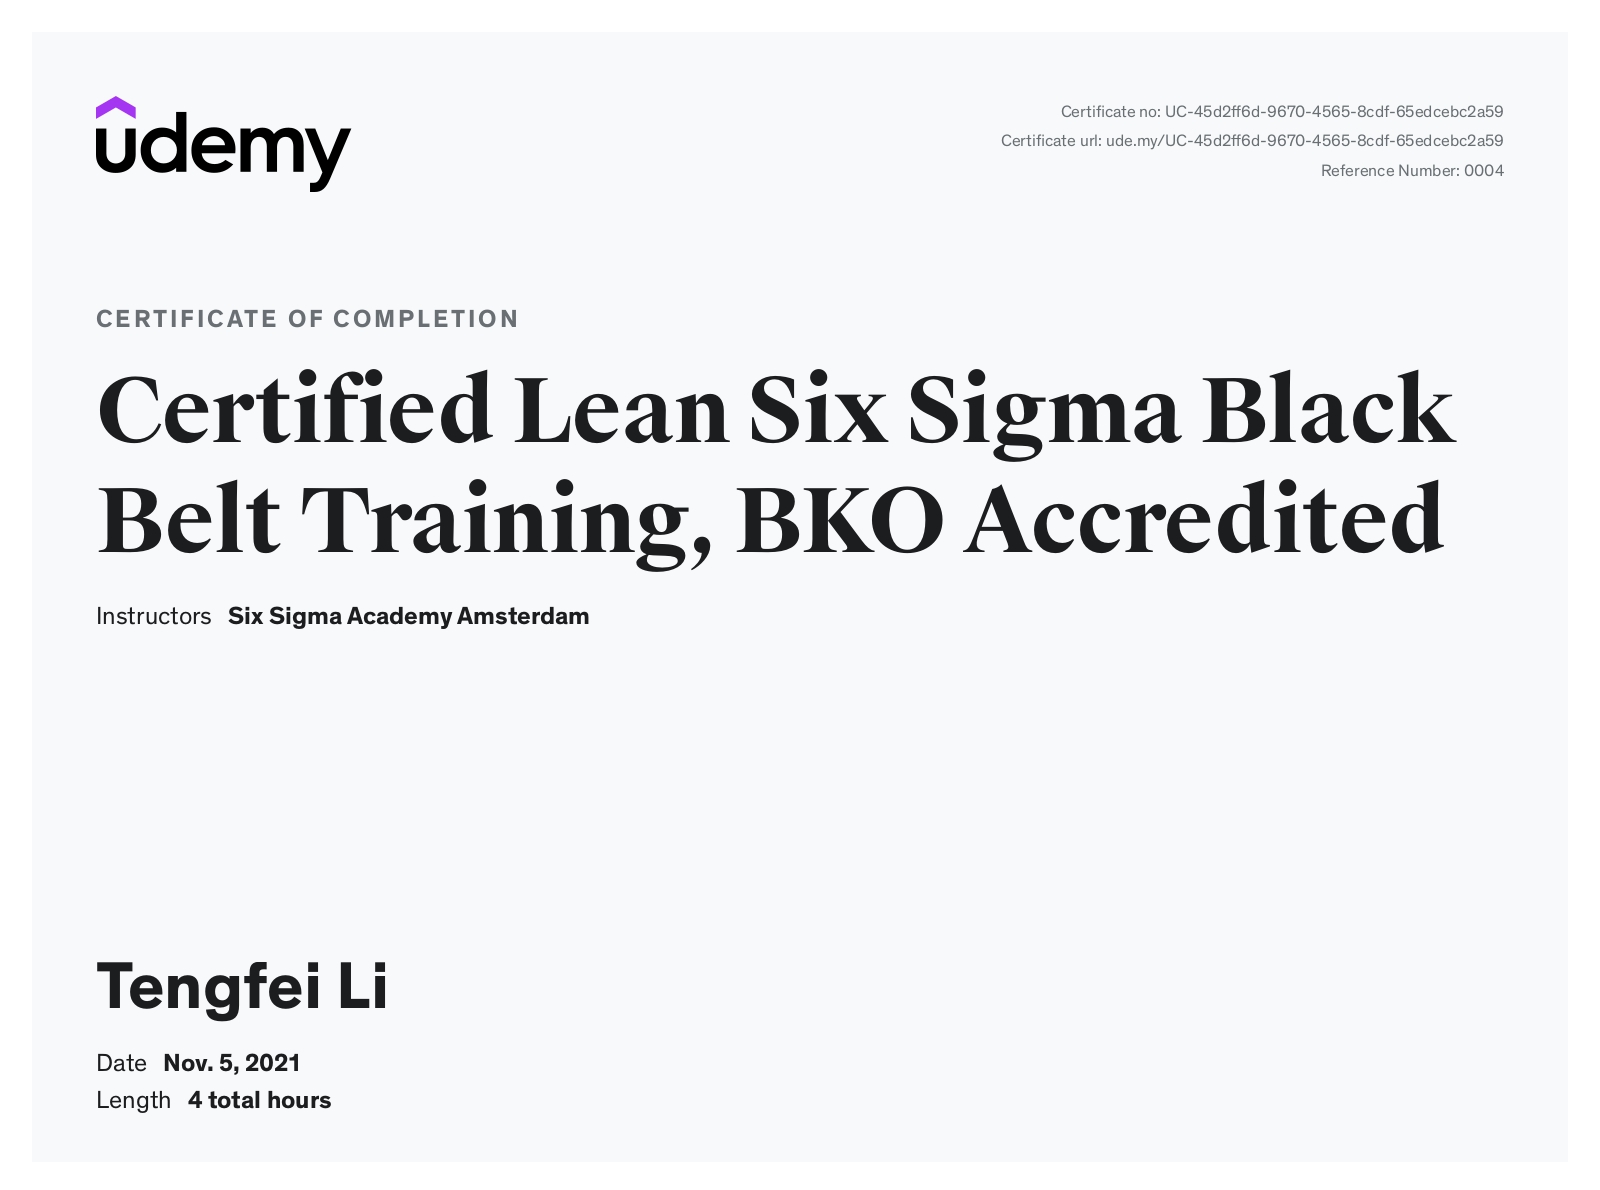 udemy
Certificate no: UC-45d2ff6d-9670-4565-8cdf-65edcebc2a59
Certificate url: ude.my/UC-45d2ff6d-9670-4565-8cdf-65edcebc2a59
Reference Number: 0004
CERTIFICATE OF COMPLETION
Certified Lean Six Sigma Black
Belt Training, BKO Accredited
Instructors Six Sigma Academy Amsterdam
Tengfei Li
Date Nov. 5, 2021
Length 4 total hours